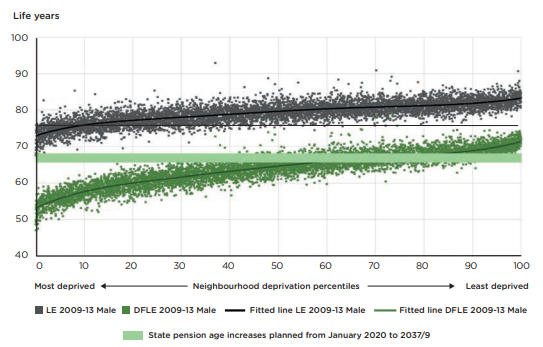 Life years
100
90
80
70
60
50
40
0 10 20 30 40 50 60 70 80 90 100
Most deprived Neighbourhood deprivation percentiles Least deprived
LE 2009-13 Male DFLE 2009-13 Male Fitted line LE 2009-13 Male Fitted line DFLE 2009-13 Male
State pension age increases planned from January 2020 to 2037/9